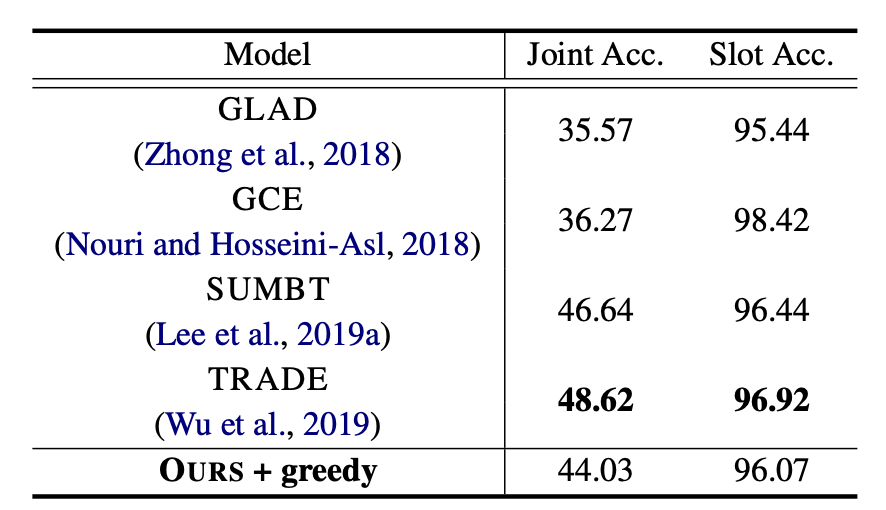 Model Joint Acc. Slot Acc.
GLAD
(Zhong et al., 2018) 35.57 95.44
GCE
(Nouri and Hosseini-Asl, 2018) 36.27 98.42
SUMBT
(Lee et al., 2019a) 46.64 96.44
TRADE
(Wu et al., 2019) 48.62 96.92
OURS + greedy 44.03 96.07